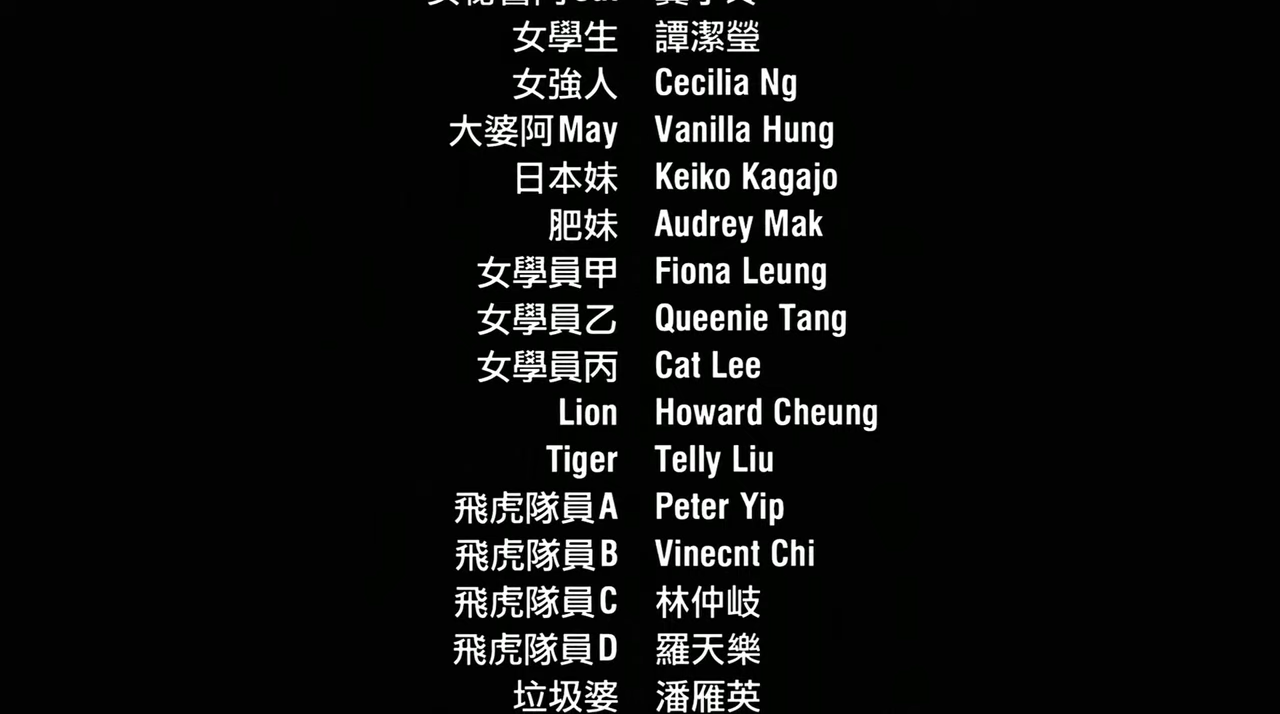 女學生 譚潔瑩
女強人 Cecilia Ng
大婆阿May Vanilla Hung
日本妹 Keiko Kagajo
肥妹 Audrey Mak
女學員甲 Fiona Leung
女學員乙 Queenie Tang
女學員丙 Cat Lee
Lion Howard Cheung
Tiger Telly Liu
飛虎隊員A Peter Yip
飛虎隊員B Vinecnt Chi
飛虎隊員C 林仲岐
飛虎隊員D 羅天樂
垃圾婆 潘雁英